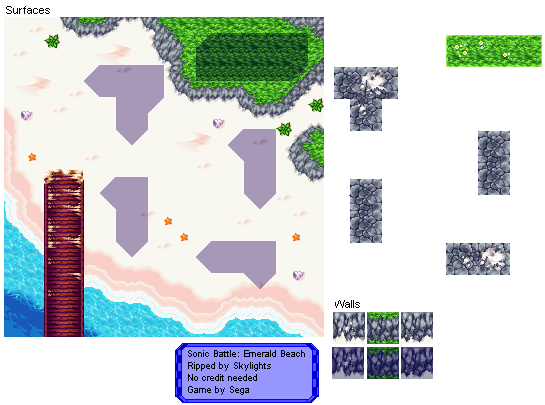 Surfaces
Walls
Sonic Battle: Emerald Beach
Ripped by Skylights
No credit needed
Game by Sega